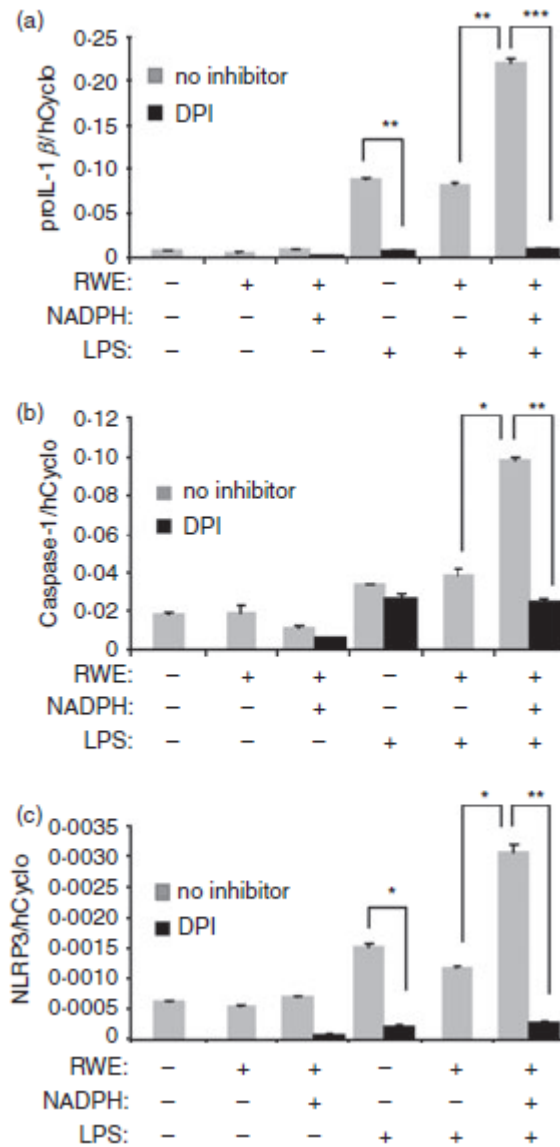 (a)
proIL-1 β/hCyclo
0·25
0·20
0·15
0·10
0·05
0
no inhibitor
DPI
**
**
***
RWE: – + + – + +
NADPH: – – + – – +
LPS: – – – + + +
(b)
Caspase-1/hCyclo
0·12
0·10
0·08
0·06
0·04
0·02
0
no inhibitor
DPI
*
**
RWE: – + + – + +
NADPH: – – + – – +
LPS: – – – + + +
(c)
NLRP3/hCyclo
0·0035
0·0030
0·0025
0·0020
0·0015
0·0010
0·0005
0
no inhibitor
DPI
*
*
**
RWE: – + + – + +
NADPH: – – + – – +
LPS: – – – + + +